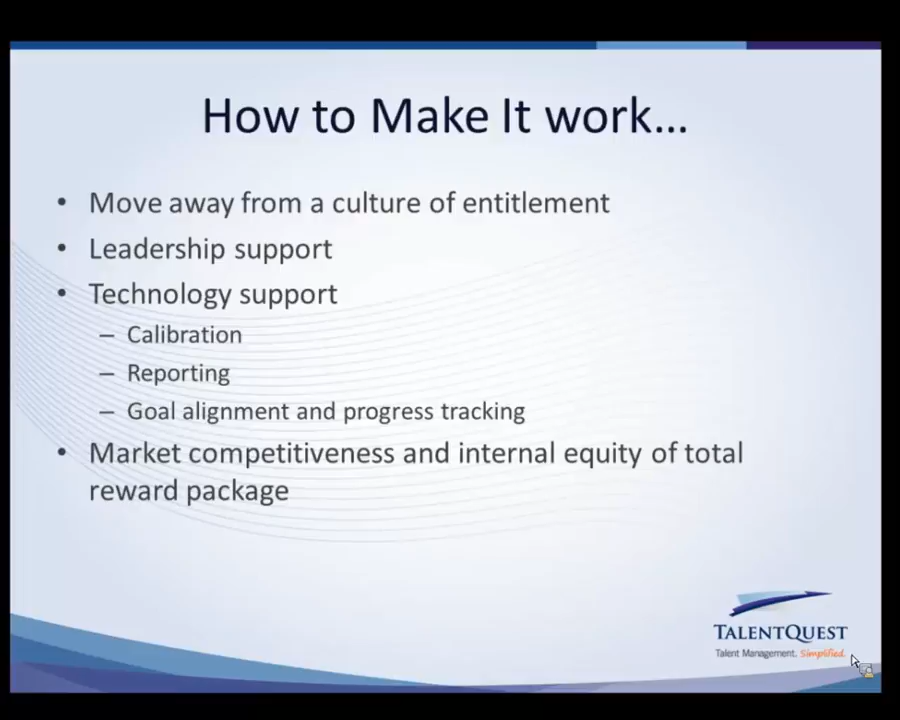 How to Make It work...
• Move away from a culture of entitlement
• Leadership support
• Technology support
– Calibration
– Reporting
– Goal alignment and progress tracking
• Market competitiveness and internal equity of total
reward package
TALENTQUEST
Talent Management. Simplified.